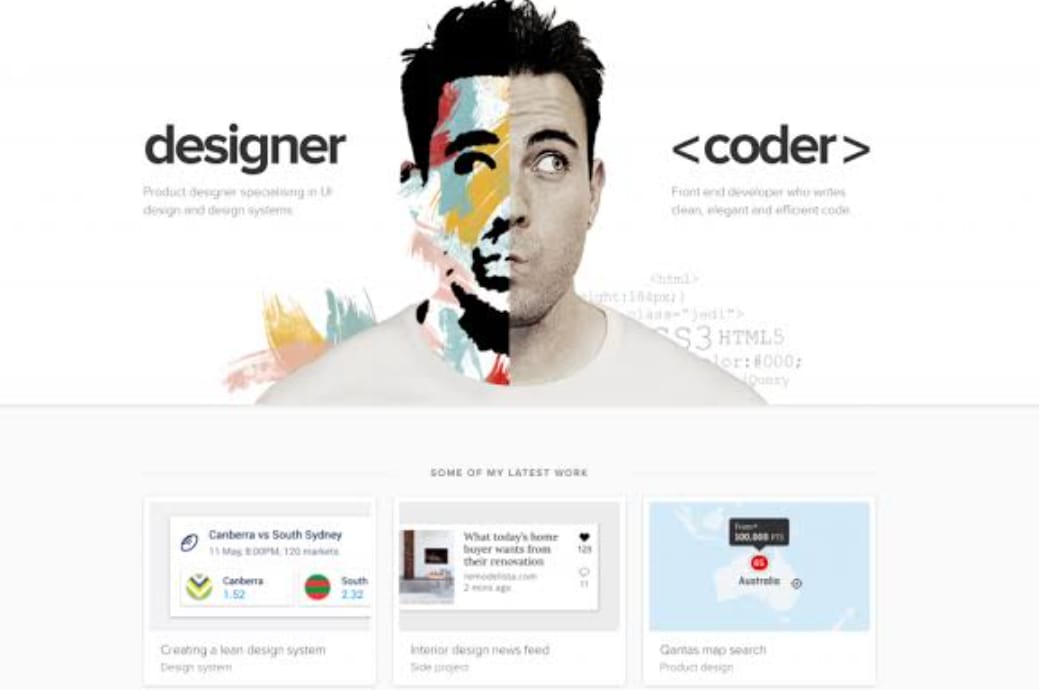 designer
Product designer specialising in UI
design and design systems.
<coder>
Front end developer who writes
clean, elegant and efficient code.
<html>
ight:184px;}
class="jedi">
SS3 HTML5
olor:#000;
jQuery
SOME OF MY LATEST WORK
Canberra vs South Sydney
11 May, 8:00PM, 120 markets
Canberra
1.52
South
2.32
Creating a lean design system
Design system
What today's home
buyer wants from
their renovation
remodelista.com
2 mins ago
128
11
Interior design news feed
Side project
From*
100,000 PTS
65
Australia
Qantas map search
Product design